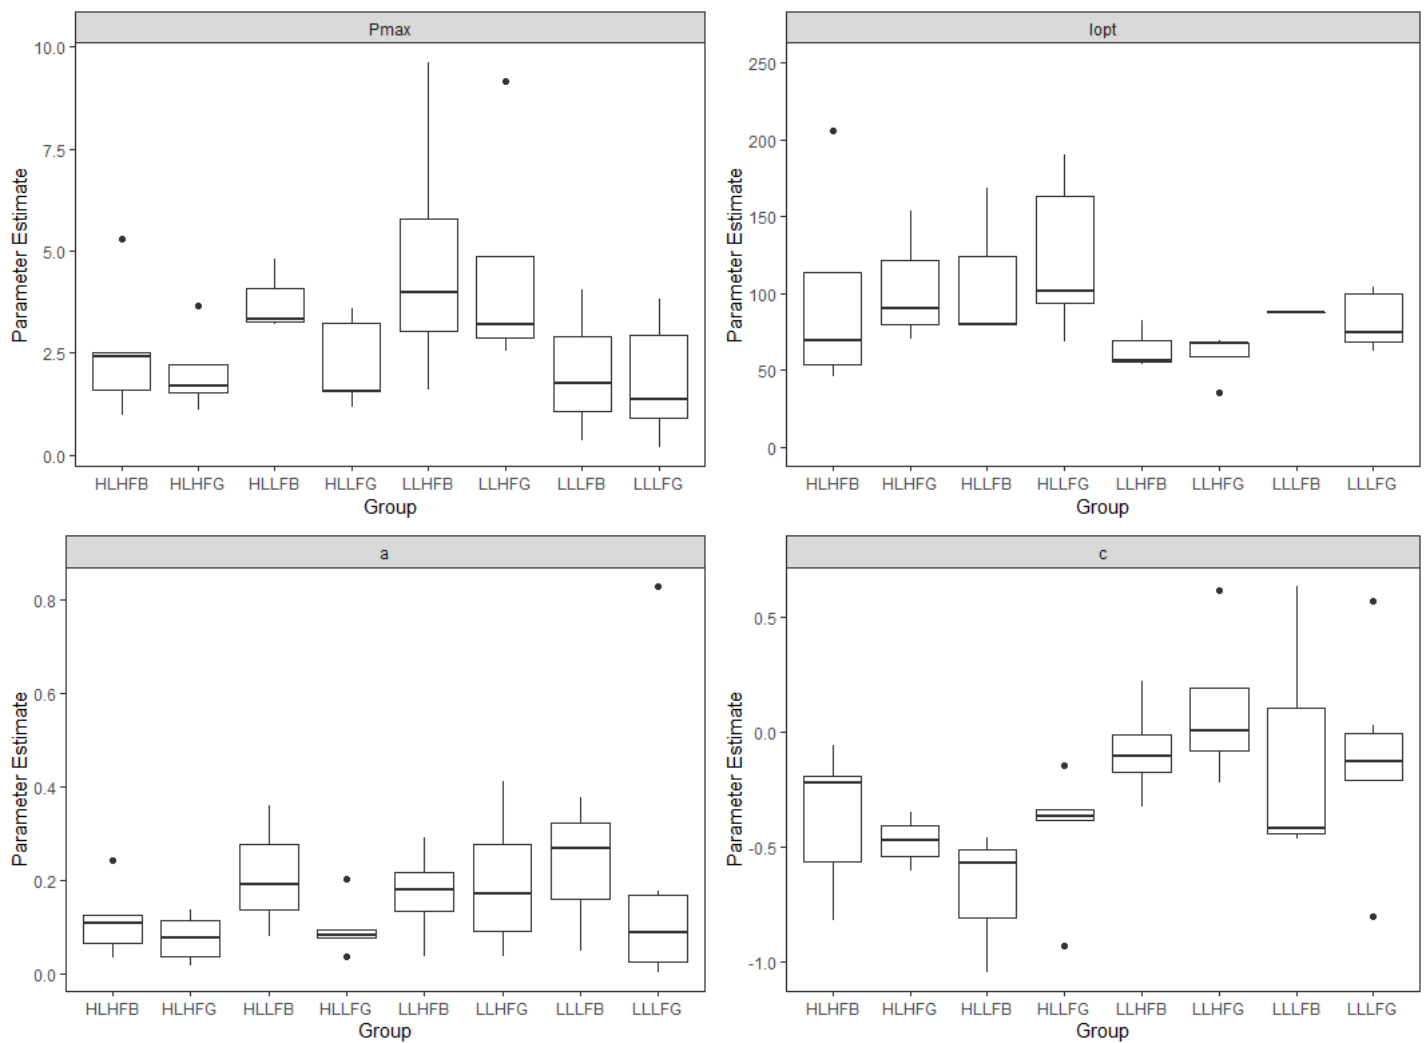 Pmax
Parameter Estimate
10.0
7.5
5.0
2.5
0.0
HLHFB HLHFG HLLFB HLLFG LLHFB LLHFG LLLFB LLLFG
Group
Iopt
Parameter Estimate
250
200
150
100
50
0
HLHFB HLHFG HLLFB HLLFG LLHFB LLHFG LLLFB LLLFG
Group
a
Parameter Estimate
0.8
0.6
0.4
0.2
0.0
HLHFB HLHFG HLLFB HLLFG LLHFB LLHFG LLLFB LLLFG
Group
c
Parameter Estimate
0.5
0.0
-0.5
-1.0
HLHFB HLHFG HLLFB HLLFG LLHFB LLHFG LLLFB LLLFG
Group